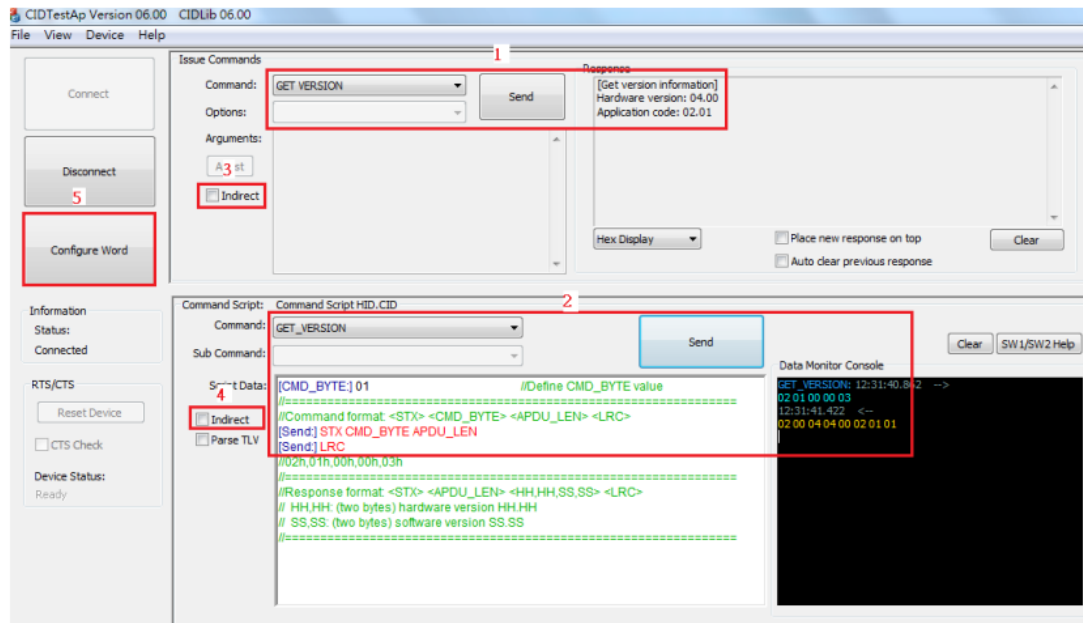 CIDTestAp Version 06.00 CIDLib 06.00
File View Device Help
Connect
Disconnect
5
Configure Word
Information
Status:
Connected
RTS/CTS
Reset Device
CTS Check
Device Status:
Ready
Issue Commands
1
Command:
GET VERSION
Send
Options:
Arguments:
3
Indirect
Response
[Get version information]
Hardware version: 04.00
Application code: 02.01
Hex Display
Place new response on top
Clear
Auto clear previous response
Command Script: Command Script HID.CID
2
Command:
GET_VERSION
Send
Sub Command:
Clear
SW1/SW2 Help
Script Data:
4
Indirect
Parse TLV
[CMD_BYTE:] 01 //Define CMD_BYTE value
//================================================================
//Command format: <STX> <CMD_BYTE> <APDU_LEN> <LRC>
[Send:] STX CMD_BYTE APDU_LEN
[Send:] LRC
//02h,01h,00h,00h,03h
//================================================================
//Response format: <STX> <APDU_LEN> <HH,HH,SS,SS> <LRC>
// HH,HH: (two bytes) hardware version HH.HH
// SS,SS: (two bytes) software version SS.SS
//================================================================
Data Monitor Console
GET_VERSION: 12:31:40.862 -->
02 01 00 00 03
12:31:41.422 <--
02 00 04 04 00 02 01 01